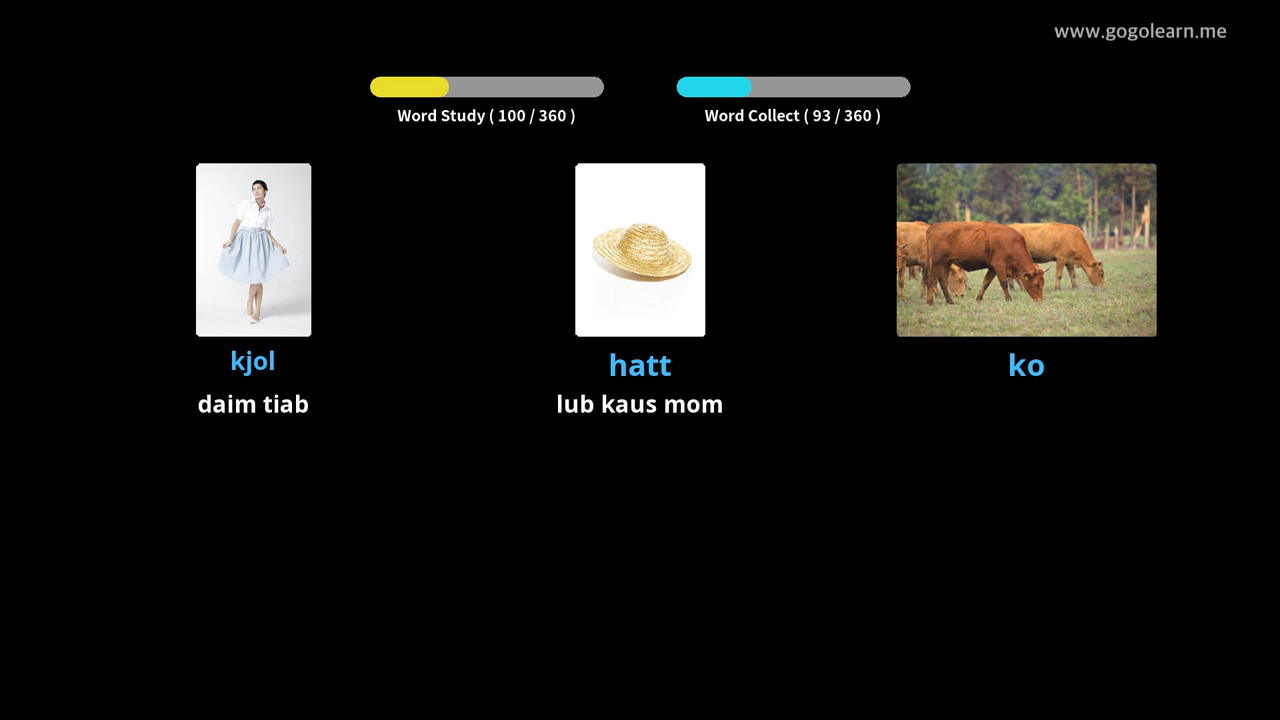 www.gogolearn.me
Word Study ( 100 / 360 )
Word Collect ( 93 / 360 )
kjol
hatt
ko
daim tiab
lub kaus mom